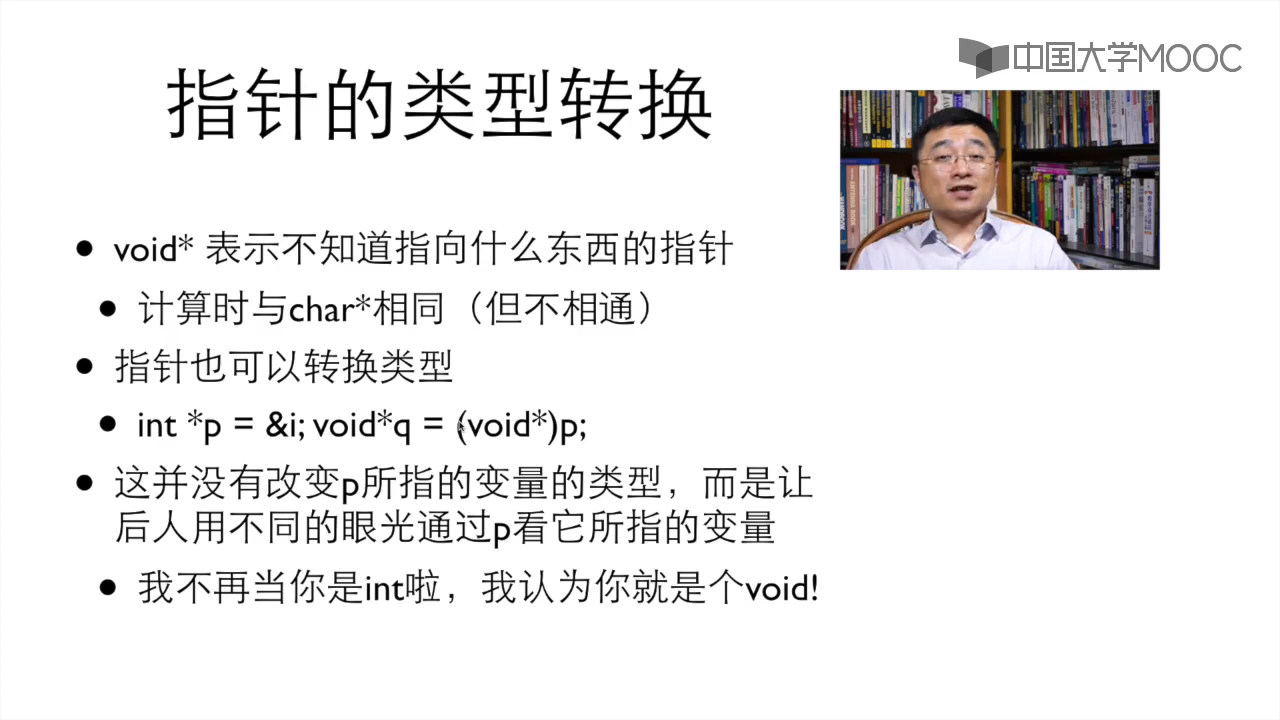 中国大学MOOC
指针的类型转换
• void* 表示不知道指向什么东西的指针
• 计算时与char*相同（但不相通）
• 指针也可以转换类型
• int *p = &i; void*q = (void*)p;
• 这并没有改变p所指的变量的类型，而是让
后人用不同的眼光通过p看它所指的变量
• 我不再当你是int啦，我认为你就是个void!